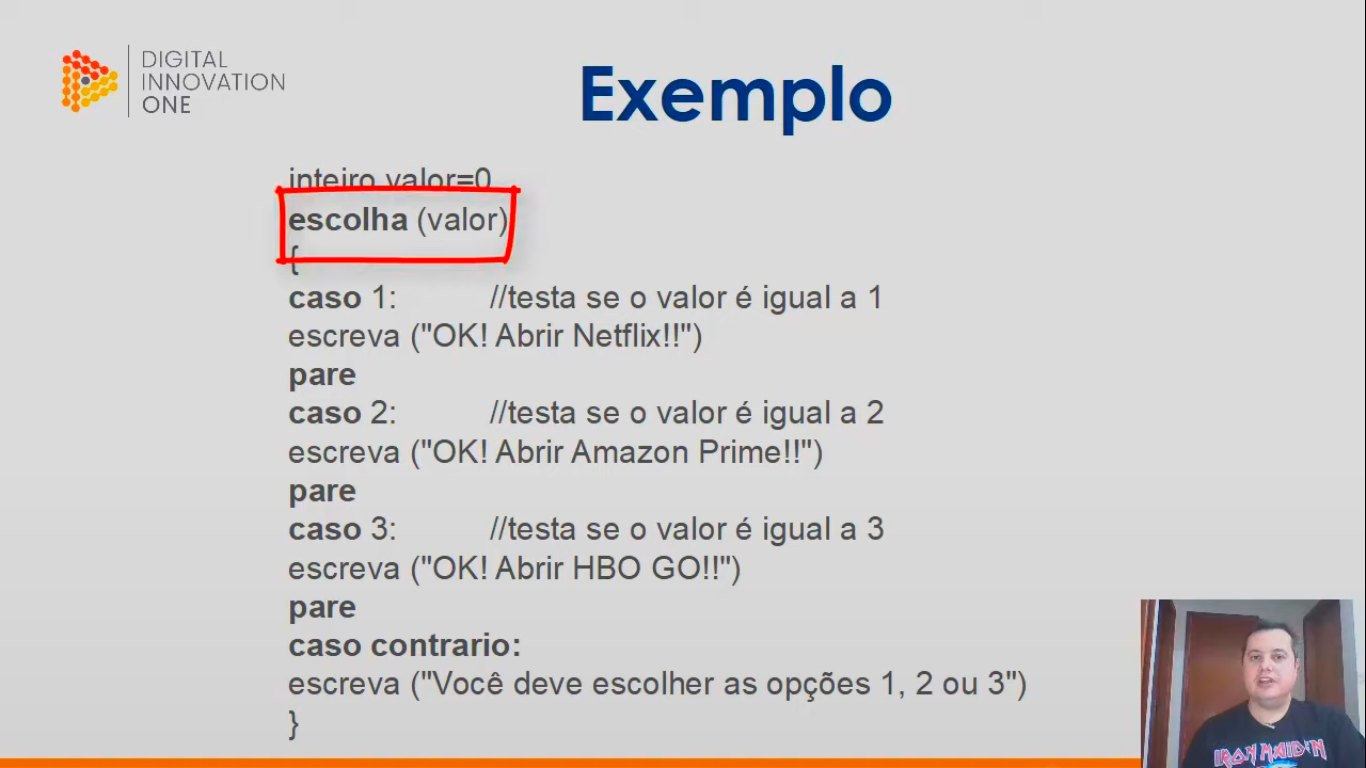 DIGITAL
INNOVATION
ONE
Exemplo
inteiro valor=0
escolha (valor)
{
caso 1: //testa se o valor é igual a 1
escreva ("OK! Abrir Netflix!!")
pare
caso 2: //testa se o valor é igual a 2
escreva ("OK! Abrir Amazon Prime!!")
pare
caso 3: //testa se o valor é igual a 3
escreva ("OK! Abrir HBO GO!!")
pare
caso contrario:
escreva ("Você deve escolher as opções 1, 2 ou 3")
}
IRON MAIDEN